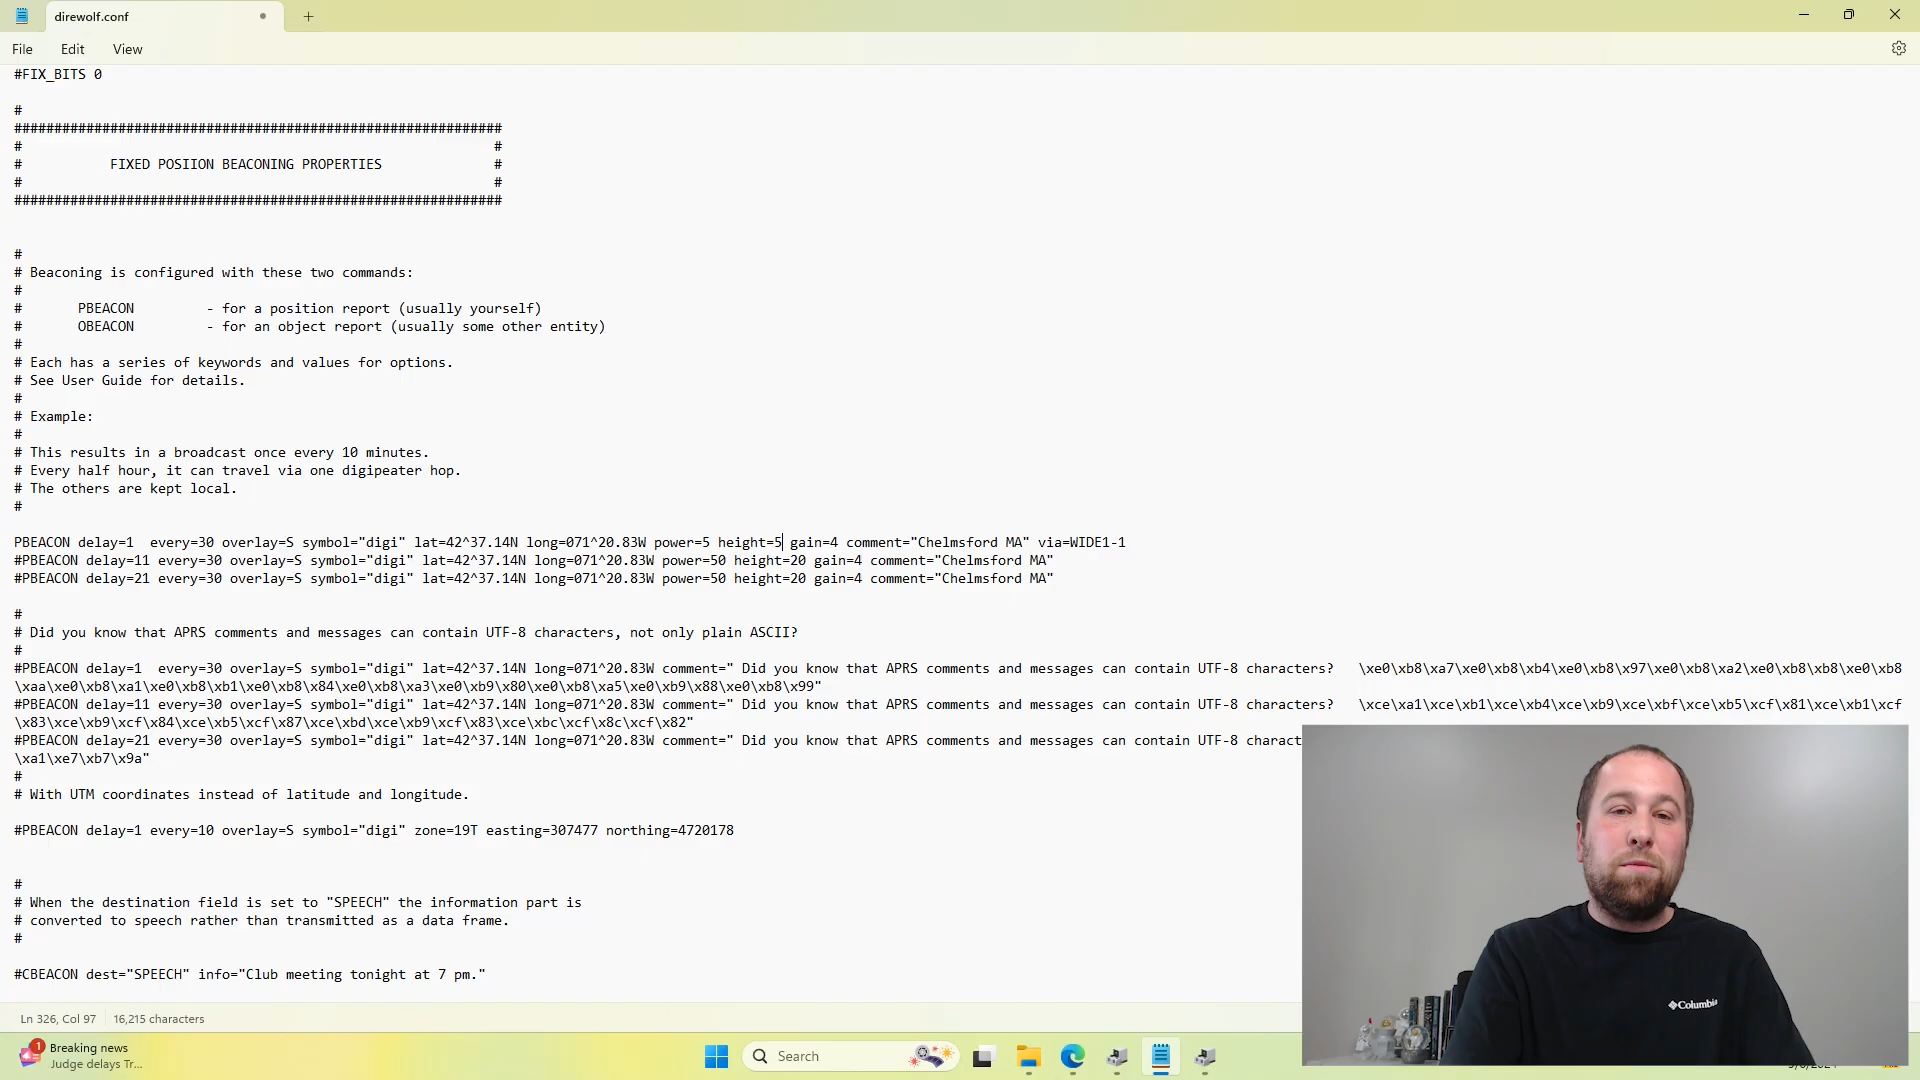 direwolf.conf
File Edit View
#FIX_BITS 0
#
#############################################################
# #
# FIXED POSIION BEACONING PROPERTIES #
# #
#############################################################
#
# Beaconing is configured with these two commands:
#
# PBEACON - for a position report (usually yourself)
# OBEACON - for an object report (usually some other entity)
#
# Each has a series of keywords and values for options.
# See User Guide for details.
#
# Example:
#
# This results in a broadcast once every 10 minutes.
# Every half hour, it can travel via one digipeater hop.
# The others are kept local.
#
PBEACON delay=1 every=30 overlay=S symbol="digi" lat=42^37.14N long=071^20.83W power=5 height=5 gain=4 comment="Chelmsford MA" via=WIDE1-1
#PBEACON delay=11 every=30 overlay=S symbol="digi" lat=42^37.14N long=071^20.83W power=50 height=20 gain=4 comment="Chelmsford MA"
#PBEACON delay=21 every=30 overlay=S symbol="digi" lat=42^37.14N long=071^20.83W power=50 height=20 gain=4 comment="Chelmsford MA"
#
# Did you know that APRS comments and messages can contain UTF-8 characters, not only plain ASCII?
#
#PBEACON delay=1 every=30 overlay=S symbol="digi" lat=42^37.14N long=071^20.83W comment=" Did you know that APRS comments and messages can contain UTF-8 characters? \xe0\xb8\xa7\xe0\xb8\xb4\xe0\xb8\x97\xe0\xb8\xa2\xe0\xb8\xb8\xe0\xb8
\xaa\xe0\xb8\xa1\xe0\xb8\xb1\xe0\xb8\x84\xe0\xb8\xa3\xe0\xb9\x80\xe0\xb8\xa5\xe0\xb9\x88\xe0\xb8\x99"
#PBEACON delay=11 every=30 overlay=S symbol="digi" lat=42^37.14N long=071^20.83W comment=" Did you know that APRS comments and messages can contain UTF-8 characters? \xce\xa1\xce\xb1\xce\xb4\xce\xb9\xce\xbf\xce\xb5\xcf\x81\xce\xb1\xcf
\x83\xce\xb9\xcf\x84\xce\xb5\xcf\x87\xce\xbd\xce\xb9\xcf\x83\xce\xbc\xcf\x8c\xcf\x82"
#PBEACON delay=21 every=30 overlay=S symbol="digi" lat=42^37.14N long=071^20.83W comment=" Did you know that APRS comments and messages can contain UTF-8 charact
\xa1\xe7\xb7\x9a"
#
# With UTM coordinates instead of latitude and longitude.
#PBEACON delay=1 every=10 overlay=S symbol="digi" zone=19T easting=307477 northing=4720178
#
# When the destination field is set to "SPEECH" the information part is
# converted to speech rather than transmitted as a data frame.
#
#CBEACON dest="SPEECH" info="Club meeting tonight at 7 pm."
Columbia
Ln 326, Col 97 16,215 characters
1 Breaking news
Judge delays Tr...
Search